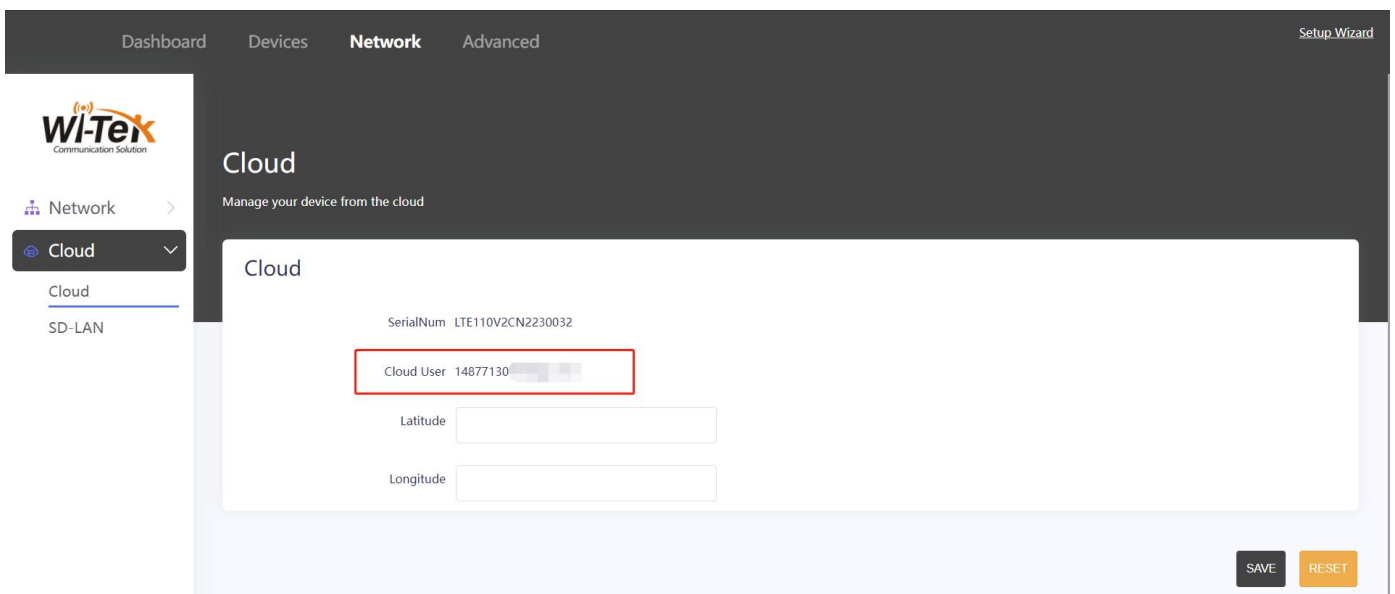 Dashboard Devices Network Advanced Setup Wizard
((o))
WI-Tek
Communication Solution
Cloud
Manage your device from the cloud
Network
Cloud
Cloud
SD-LAN
Cloud
SerialNum LTE110V2CN2230032
Cloud User 14877130
Latitude
Longitude
SAVE RESET